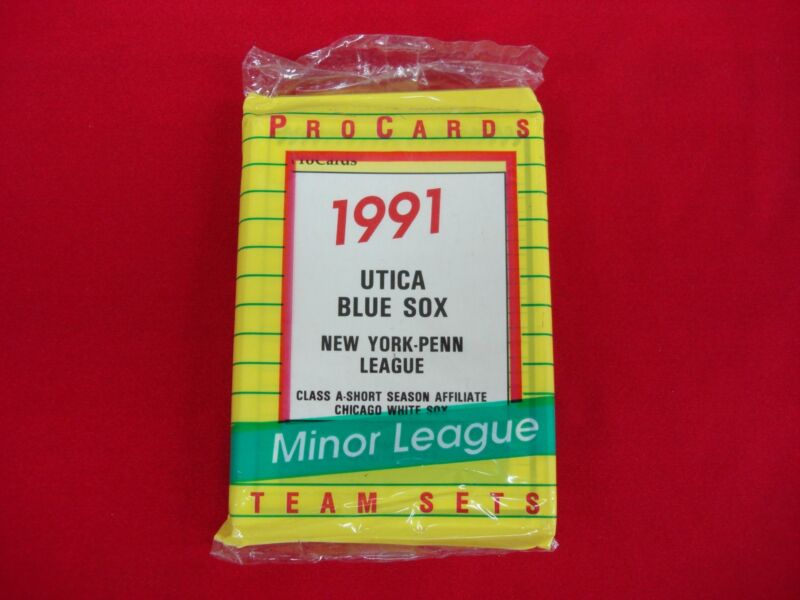 PROCARDS
ProCards
1991
UTICA
BLUE SOX
NEW YORK-PENN
LEAGUE
CLASS A-SHORT SEASON AFFILIATE
CHICAGO WHITE SOX
Minor League
TEAM SETS